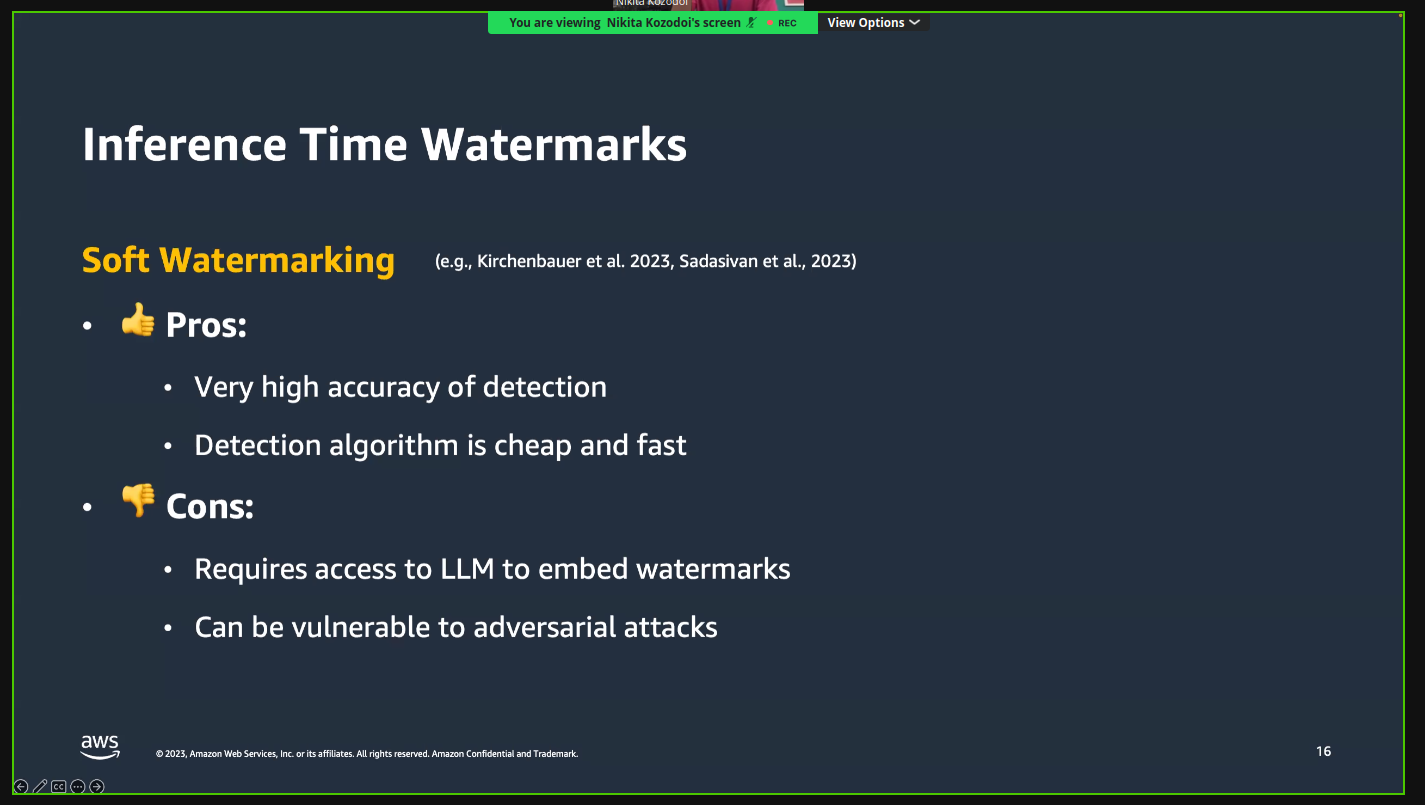 Nikita Kozodoi
You are viewing Nikita Kozodoi's screen REC View Options
Inference Time Watermarks
Soft Watermarking (e.g., Kirchenbauer et al. 2023, Sadasivan et al., 2023)
• 👍 Pros:
• Very high accuracy of detection
• Detection algorithm is cheap and fast
• 👎 Cons:
• Requires access to LLM to embed watermarks
• Can be vulnerable to adversarial attacks
aws © 2023, Amazon Web Services, Inc. or its affiliates. All rights reserved. Amazon Confidential and Trademark. 16
CC